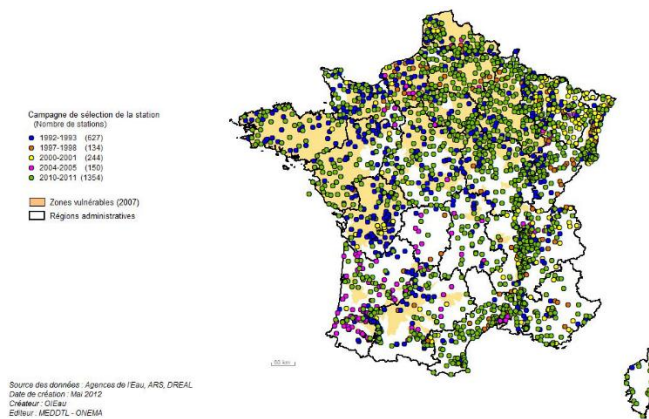 Campagne de sélection de la station
(Nombre de stations)
1992-1993 (627)
1997-1998 (134)
2000-2001 (244)
2004-2005 (150)
2010-2011 (1354)
Zones vulnérables (2007)
Régions administratives
50 km
Source des données : Agences de l'Eau, ARS, DREAL
Date de création : Mai 2012
Créateur : OIEau
Editeur : MEDDTL - ONEMA